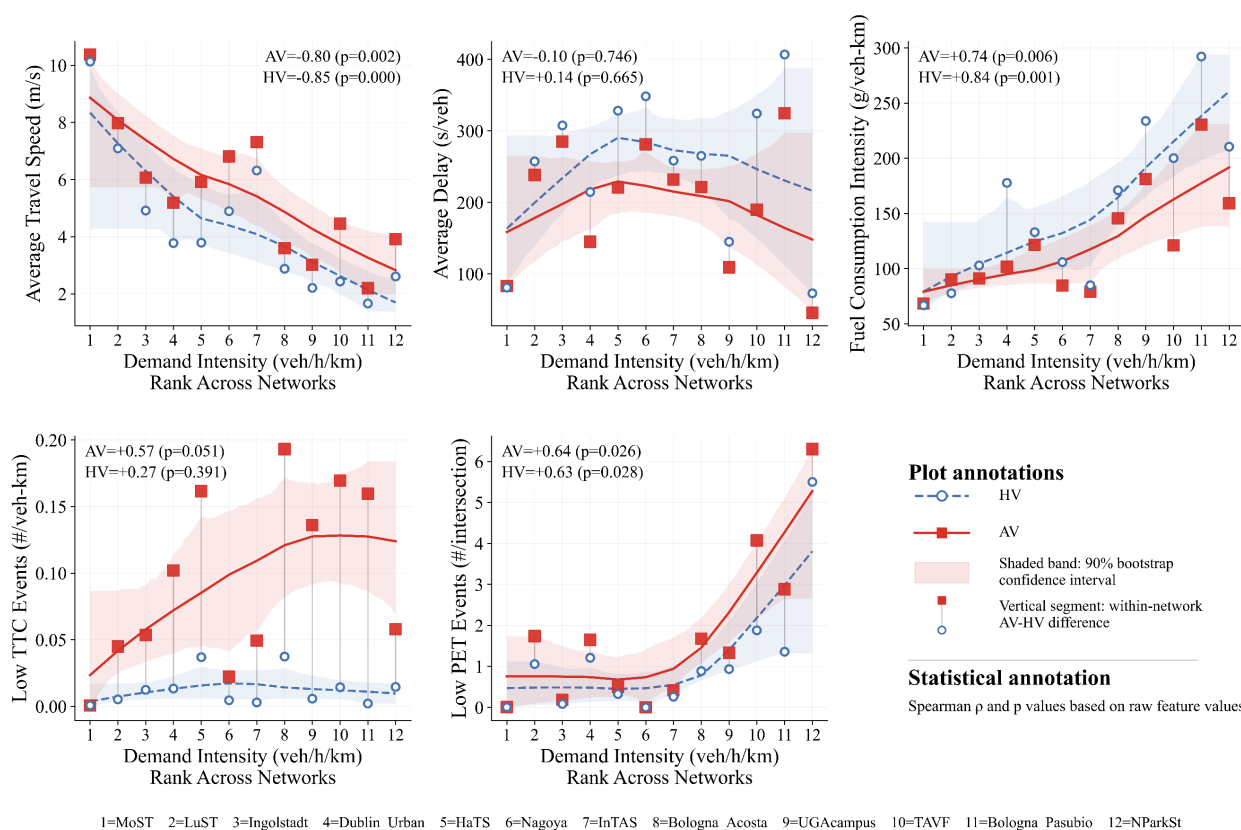 AV=-0.80 (p=0.002)
HV=-0.85 (p=0.000)
Average Travel Speed (m/s)
10
8
6
4
2
1 2 3 4 5 6 7 8 9 10 11 12
Demand Intensity (veh/h/km)
Rank Across Networks
AV=-0.10 (p=0.746)
HV=+0.14 (p=0.665)
Average Delay (s/veh)
400
300
200
100
1 2 3 4 5 6 7 8 9 10 11 12
Demand Intensity (veh/h/km)
Rank Across Networks
AV=+0.74 (p=0.006)
HV=+0.84 (p=0.001)
Fuel Consumption Intensity (g/veh-km)
300
250
200
150
100
50
1 2 3 4 5 6 7 8 9 10 11 12
Demand Intensity (veh/h/km)
Rank Across Networks
AV=+0.57 (p=0.051)
HV=+0.27 (p=0.391)
Low TTC Events (#/veh-km)
0.20
0.15
0.10
0.05
0.00
1 2 3 4 5 6 7 8 9 10 11 12
Demand Intensity (veh/h/km)
Rank Across Networks
AV=+0.64 (p=0.026)
HV=+0.63 (p=0.028)
Low PET Events (#/intersection)
6
5
4
3
2
1
0
1 2 3 4 5 6 7 8 9 10 11 12
Demand Intensity (veh/h/km)
Rank Across Networks
Plot annotations
HV
AV
Shaded band: 90% bootstrap
confidence interval
Vertical segment: within-network
AV-HV difference
Statistical annotation
Spearman ρ and p values based on raw feature values
1=MoST 2=LuST 3=Ingolstadt 4=Dublin_Urban 5=HaTS 6=Nagoya 7=InTAS 8=Bologna_Acosta 9=UGAcampus 10=TAVF 11=Bologna_Pasubio 12=NParkSt